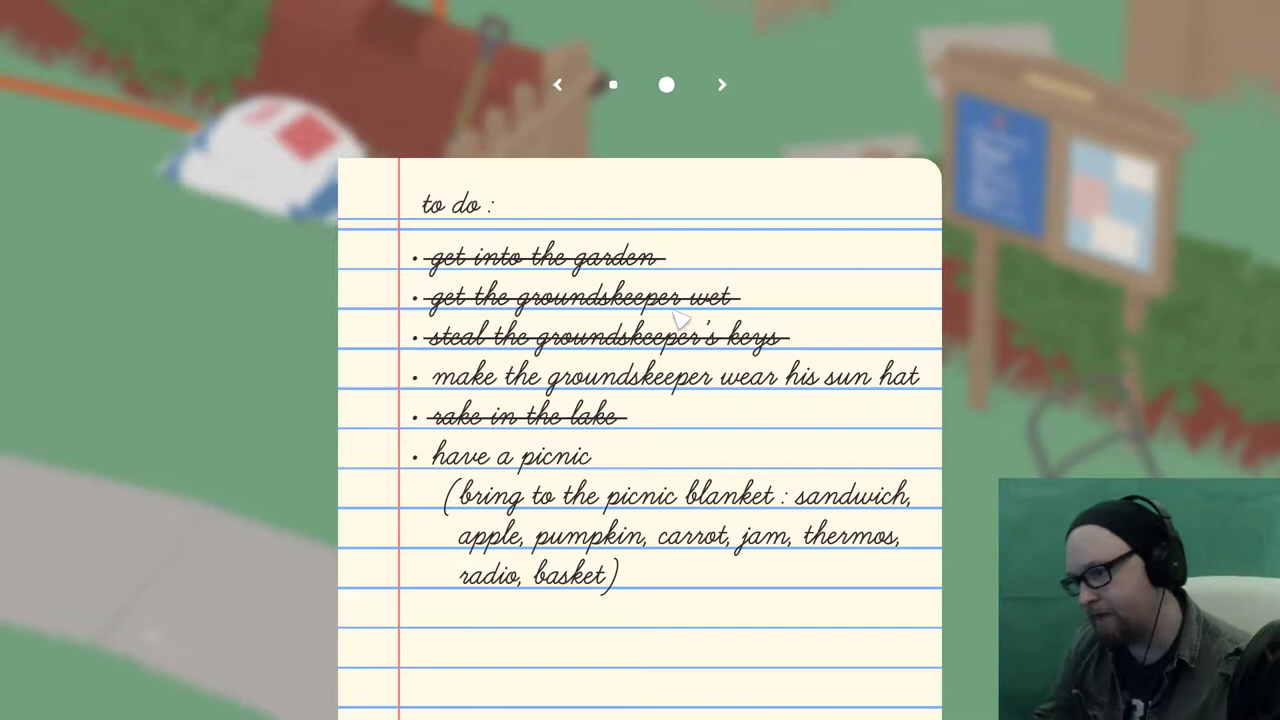 to do :
• get into the garden
• get the groundskeeper wet
• steal the groundskeeper's keys
• make the groundskeeper wear his sun hat
• rake in the lake
• have a picnic
(bring to the picnic blanket : sandwich,
apple, pumpkin, carrot, jam, thermos,
radio, basket)